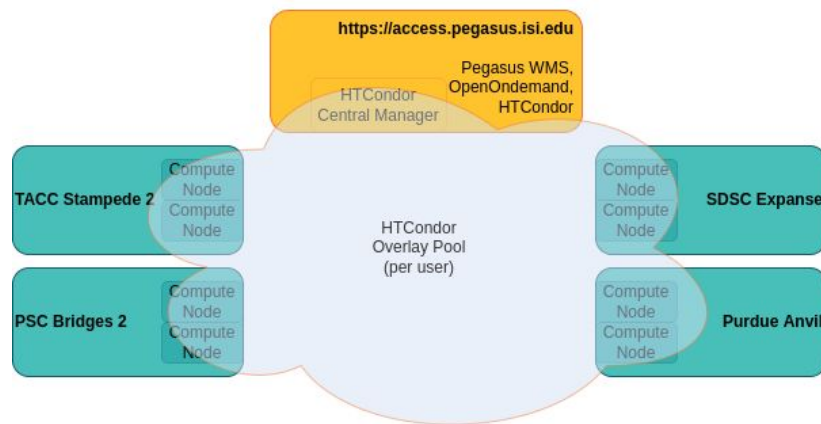 https://access.pegasus.isi.edu
Pegasus WMS,
OpenOndemand,
HTCondor
HTCondor
Central Manager
TACC Stampede 2
Compute
Node
Compute
Node
Compute
Node
Compute
Node
SDSC Expanse
HTCondor
Overlay Pool
(per user)
PSC Bridges 2
Compute
Node
Compute
Node
Compute
Node
Compute
Node
Purdue Anvil